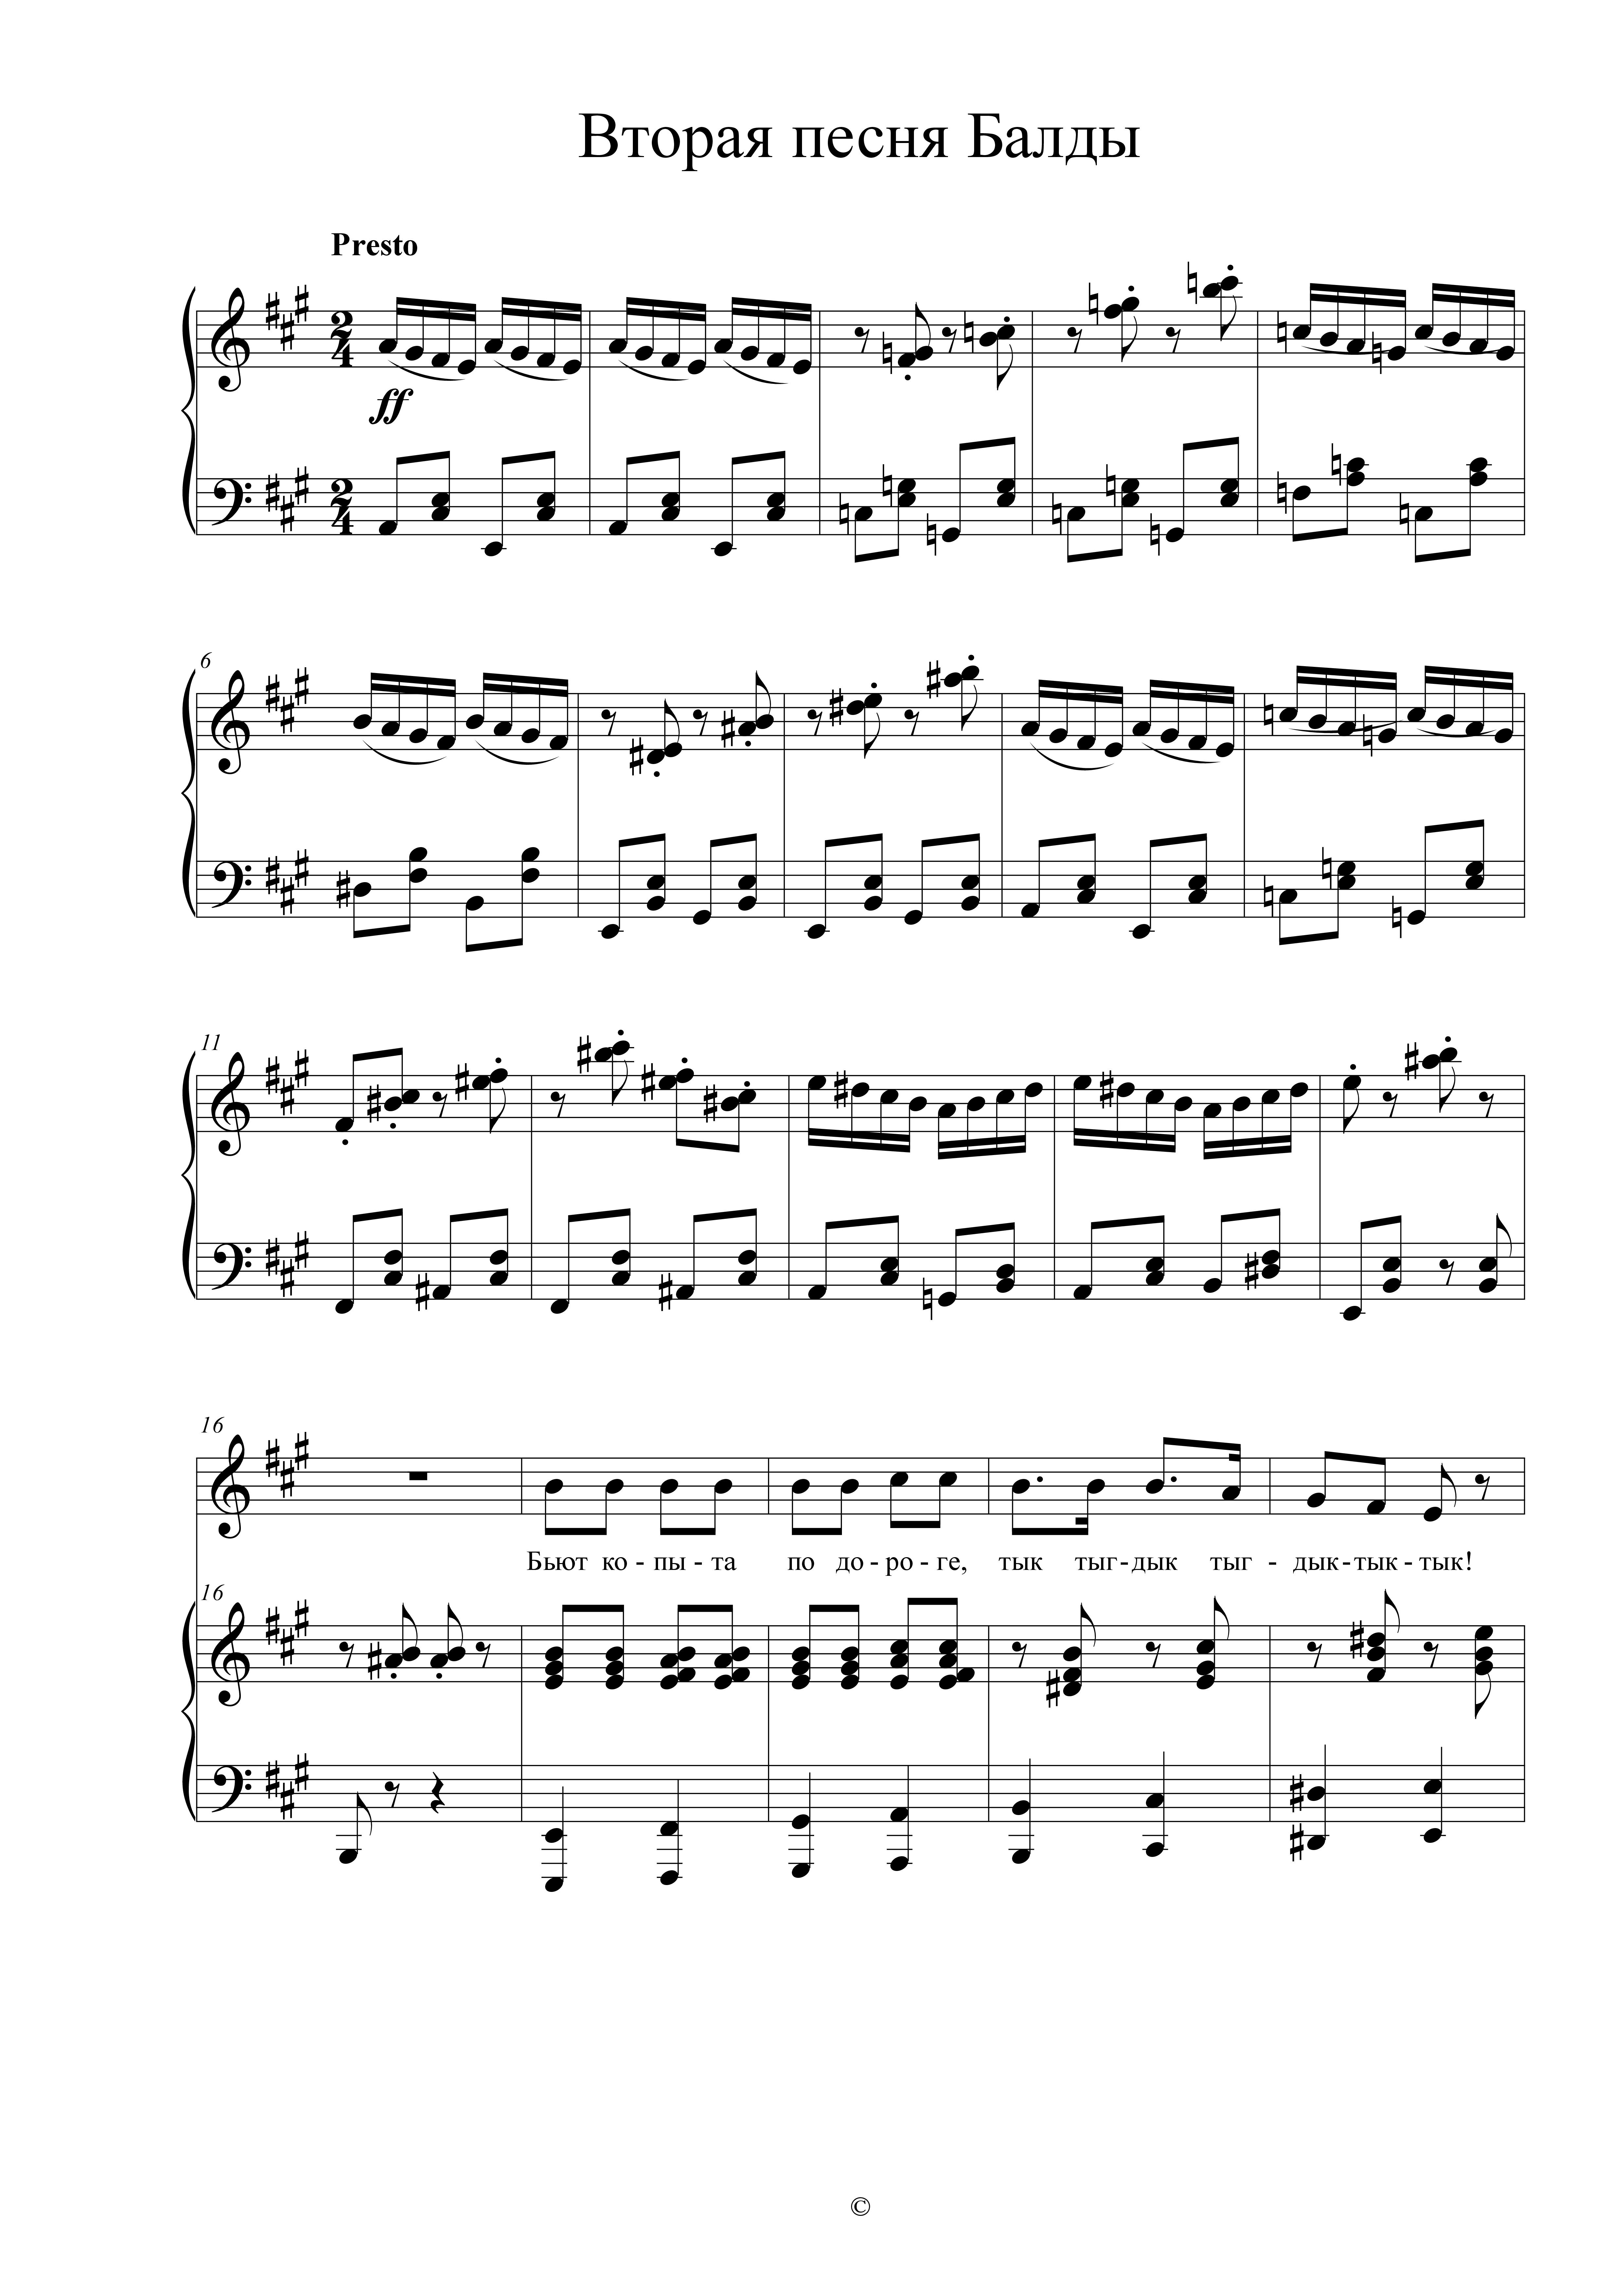 Вторая песня Балды
Presto
ff
6
11
16
Бьют ко - пы - та по до - ро - ге, тык тыг - дык тыг - дык - тык - тык!
16
©